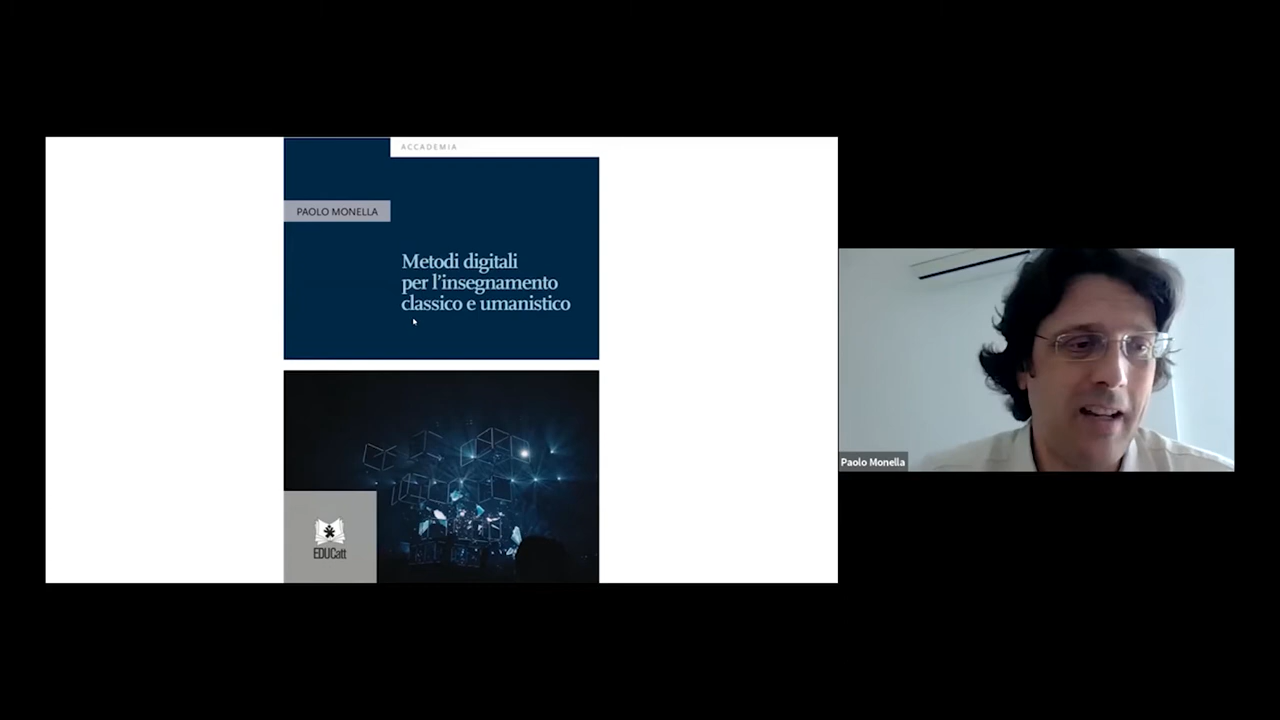 ACCADEMIA
PAOLO MONELLA
Metodi digitali
per l'insegnamento
classico e umanistico
EDUCatt
Paolo Monella